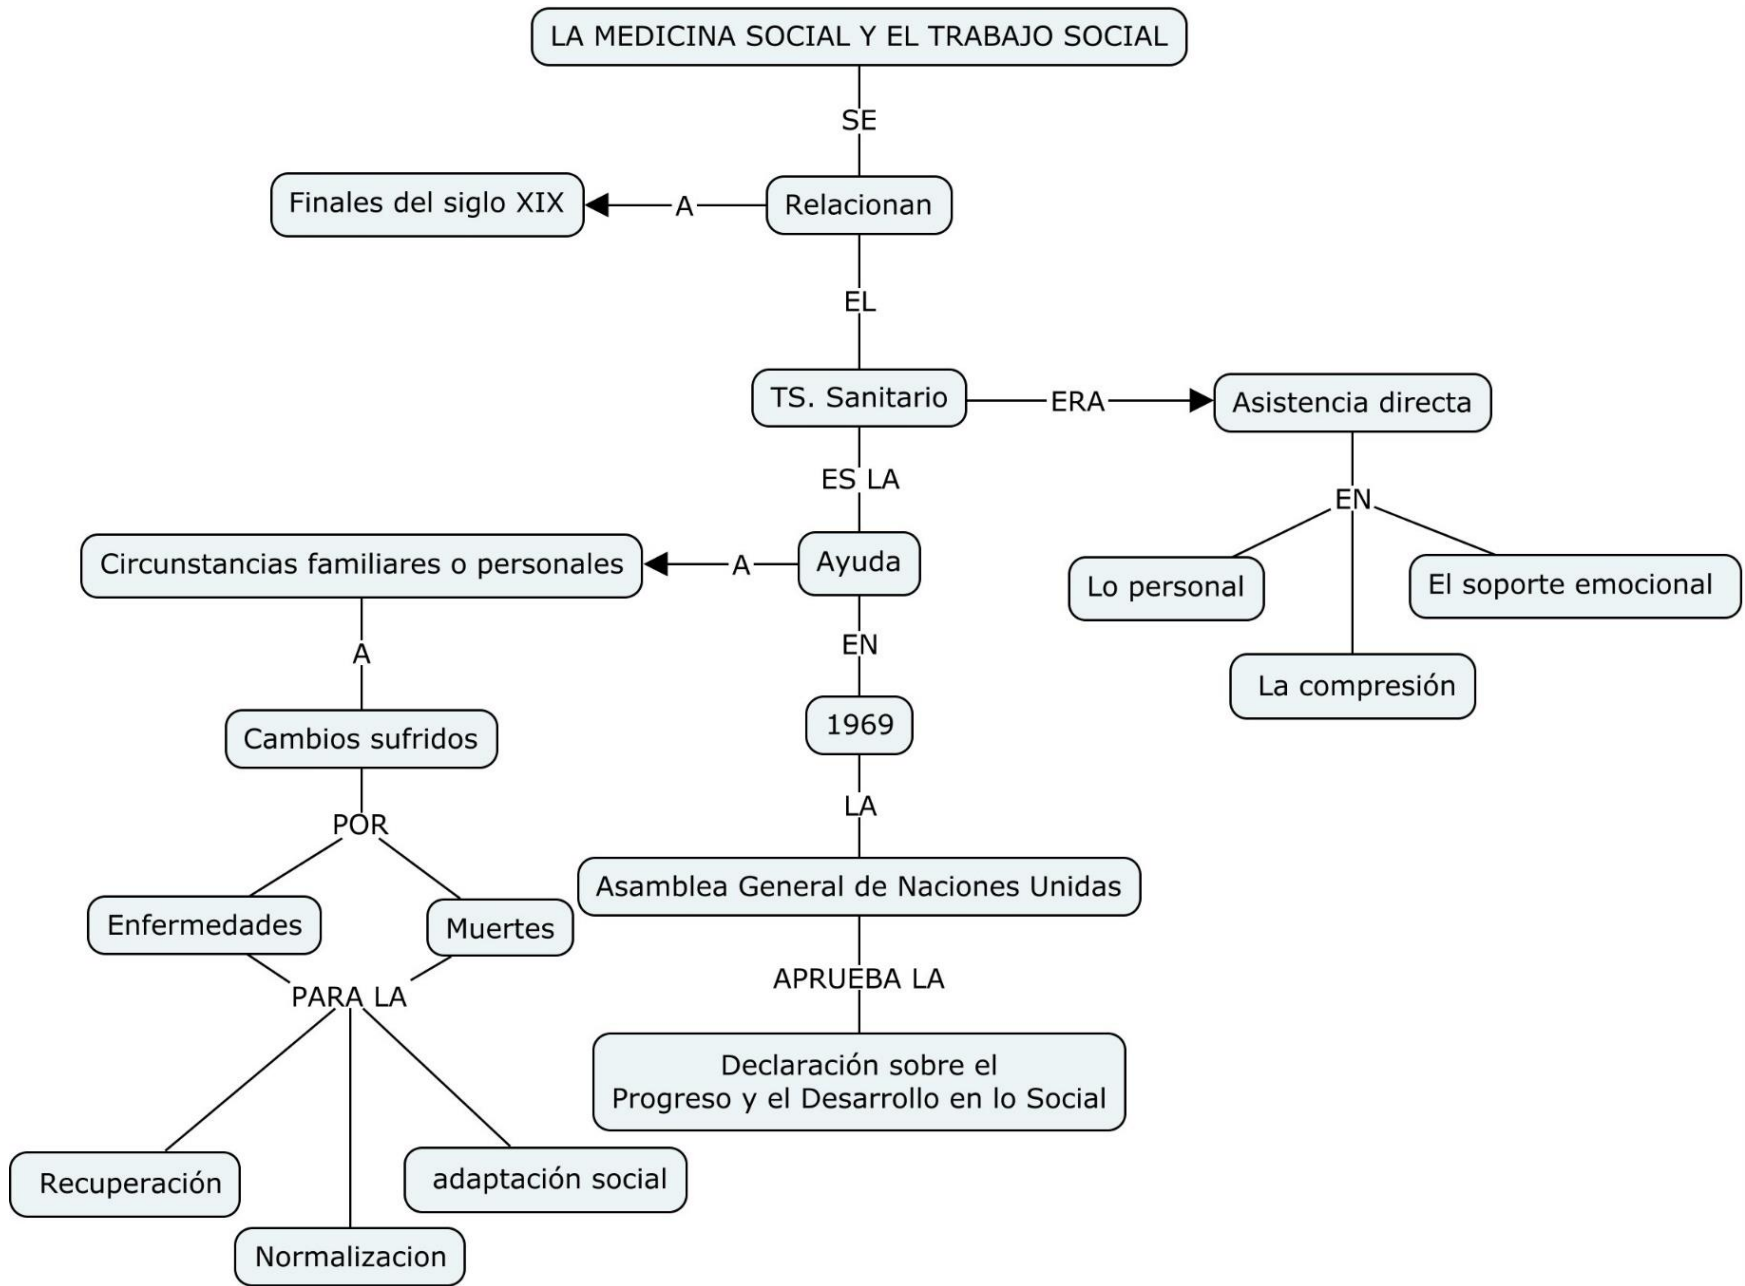 LA MEDICINA SOCIAL Y EL TRABAJO SOCIAL
SE
Finales del siglo XIX
A
Relacionan
EL
TS. Sanitario
ERA
Asistencia directa
ES LA
EN
Circunstancias familiares o personales
A
Ayuda
Lo personal
El soporte emocional
La compresión
A
EN
Cambios sufridos
1969
POR
LA
Enfermedades
Muertes
Asamblea General de Naciones Unidas
PARA LA
APRUEBA LA
Declaración sobre el
Progreso y el Desarrollo en lo Social
Recuperación
adaptación social
Normalizacion